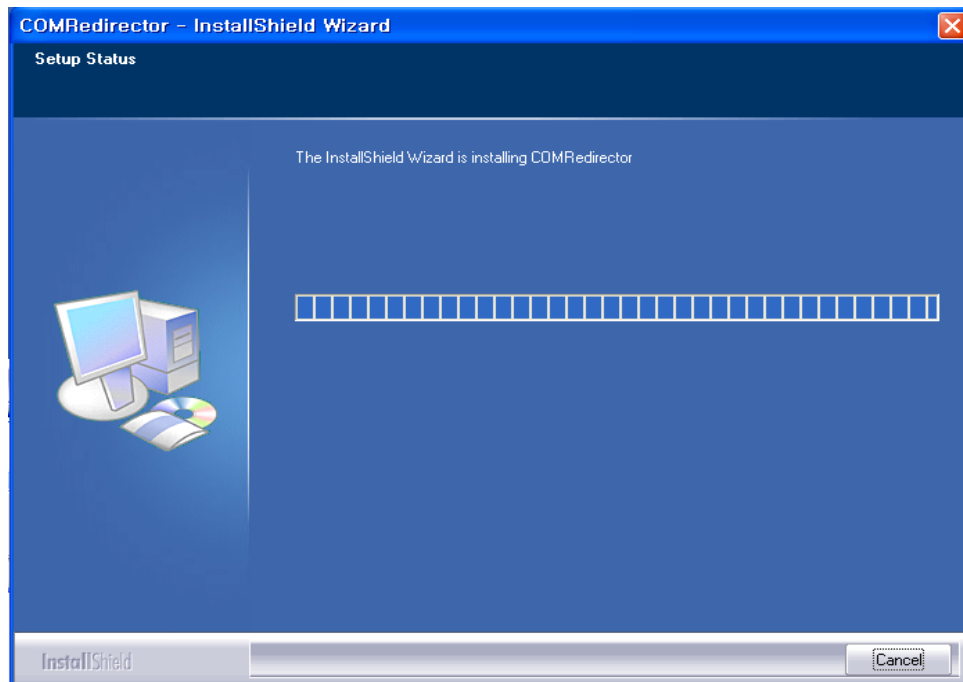 COMRedirector - InstallShield Wizard
Setup Status
The InstallShield Wizard is installing COMRedirector
InstallShield
Cancel